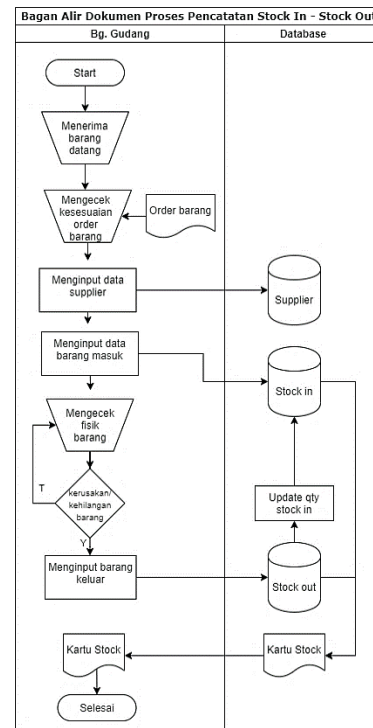 Bagan Alir Dokumen Proses Pencatatan Stock In - Stock Out
Bg. Gudang
Database
Start
Menerima
barang
datang
Mengecek
kesesuaian
order
barang
Order barang
Menginput data
supplier
Supplier
Menginput data
barang masuk
Stock in
Mengecek
fisik
barang
T
kerusakan/
kehilangan
barang
Update qty
stock in
Y
Menginput barang
keluar
Stock out
Kartu Stock
Kartu Stock
Selesai